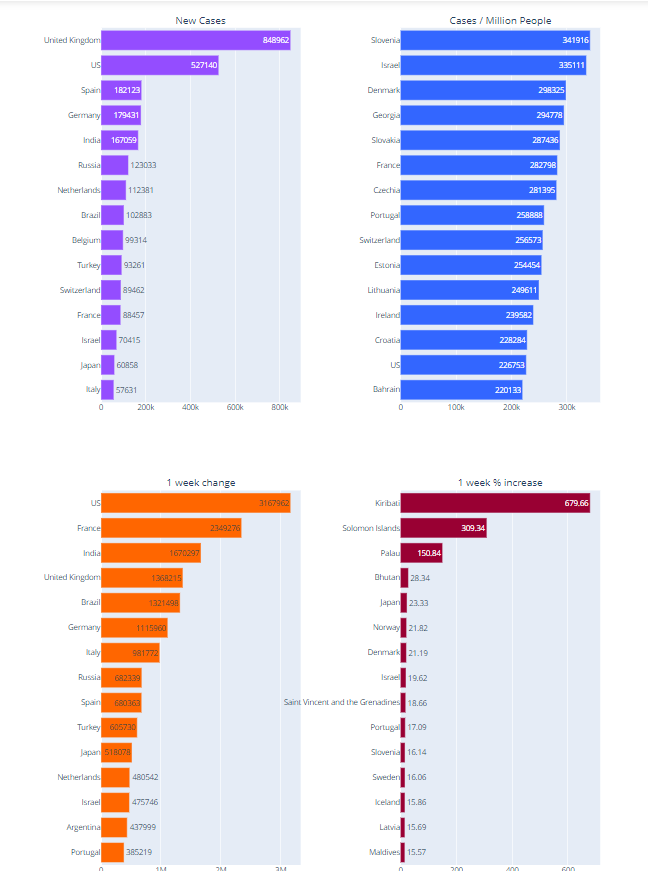 New Cases
United Kingdom 848962
US 527140
Spain 182123
Germany 179431
India 167059
Russia 123033
Netherlands 112381
Brazil 102883
Belgium 99314
Turkey 93261
Switzerland 89462
France 88457
Israel 70415
Japan 60858
Italy 57631
0 200k 400k 600k 800k
Cases / Million People
Slovenia 341916
Israel 335111
Denmark 298325
Georgia 294778
Slovakia 287436
France 282798
Czechia 281395
Portugal 258888
Switzerland 256573
Estonia 254454
Lithuania 249611
Ireland 239582
Croatia 228284
US 226753
Bahrain 220133
0 100k 200k 300k
1 week change
US 3167962
France 2349276
India 1670297
United Kingdom 1368215
Brazil 1321498
Germany 1115960
Italy 981772
Russia 682339
Spain 680363
Turkey 605730
Japan 518078
Netherlands 480542
Israel 475746
Argentina 437999
Portugal 385219
0 1M 2M 3M
1 week % increase
Kiribati 679.66
Solomon Islands 309.34
Palau 150.84
Bhutan 28.34
Japan 23.33
Norway 21.82
Denmark 21.19
Israel 19.62
Saint Vincent and the Grenadines 18.66
Portugal 17.09
Slovenia 16.14
Sweden 16.06
Iceland 15.86
Latvia 15.69
Maldives 15.57
0 200 400 600